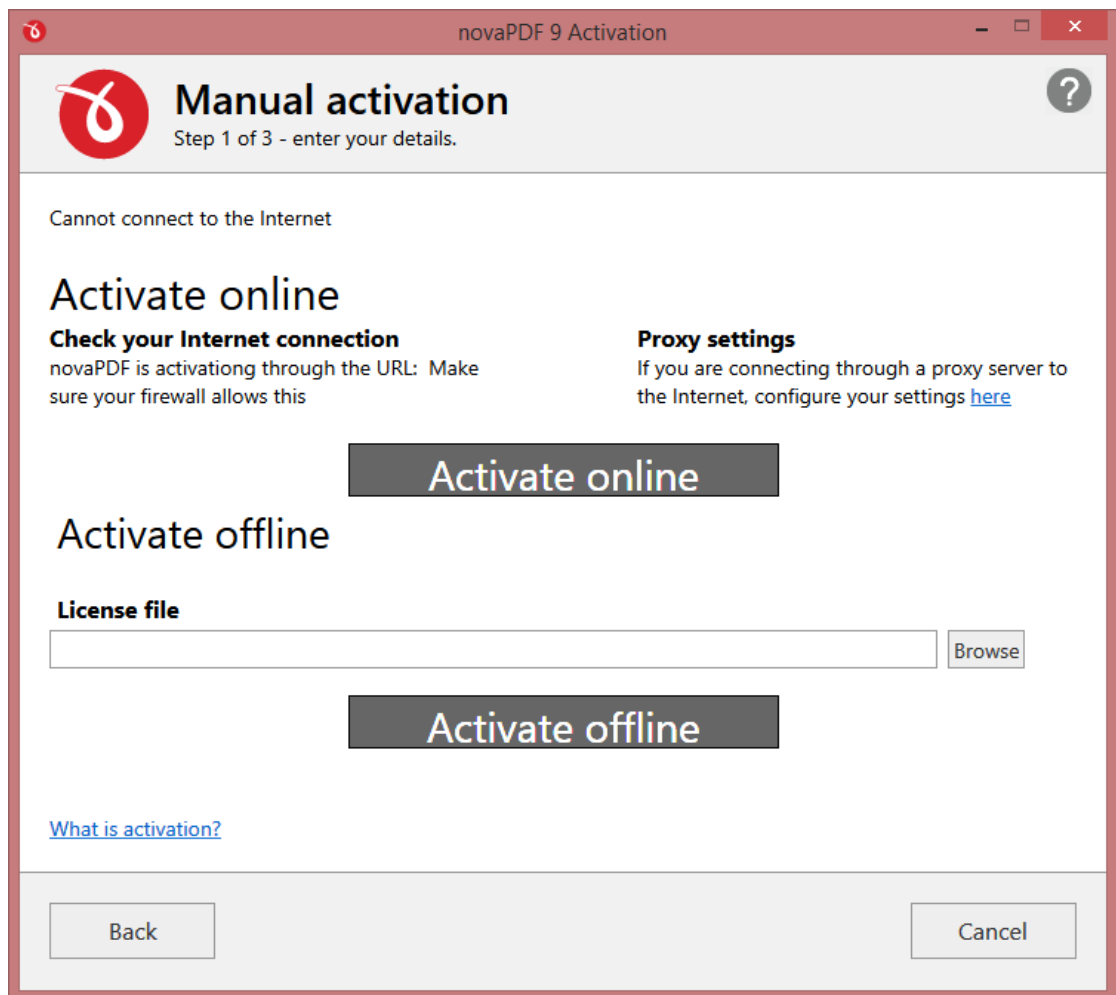 novaPDF 9 Activation
Manual activation
?
Step 1 of 3 - enter your details.
Cannot connect to the Internet
Activate online
Check your Internet connection
novaPDF is activationg through the URL:  Make
sure your firewall allows this
Proxy settings
If you are connecting through a proxy server to
the Internet, configure your settings here
Activate online
Activate offline
License file
Browse
Activate offline
What is activation?
Back
Cancel